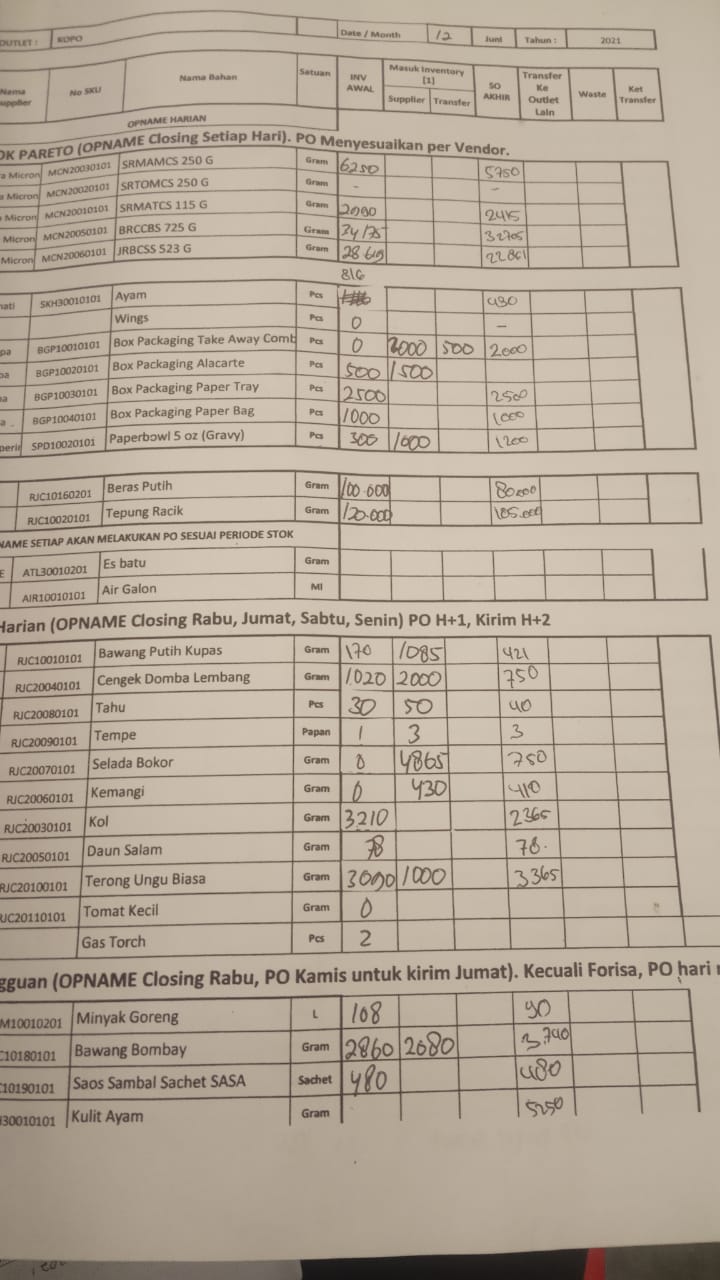 OUTLET : KOPO Date / Month 12 Juni Tahun : 2021
Nama Supplier No SKU Nama Bahan Satuan INV AWAL Masuk Inventory [1] Supplier Transfer SO AKHIR Transfer Ke Outlet Lain Waste Ket Transfer
OPNAME HARIAN
OK PARETO (OPNAME Closing Setiap Hari). PO Menyesuaikan per Vendor.
a Micron MCN20030101 SRMAMCS 250 G Gram 6250 5750
a Micron MCN20020101 SRTOMCS 250 G Gram - -
Micron MCN20010101 SRMATCS 115 G Gram 2415
Micron MCN20050101 BRCCBS 725 G Gram 32705
Micron MCN20060101 JRBCSS 523 G Gram 28.619 22.861
816
SKH30010101 Ayam Pcs 430
Wings Pcs 0 -
pa BGP10010101 Box Packaging Take Away Comb Pcs 0 2000 500 2000
pa BGP10020101 Box Packaging Alacarte Pcs 500 1500
a BGP10030101 Box Packaging Paper Tray Pcs 2500 2500
a . BGP10040101 Box Packaging Paper Bag Pcs 1000 1000
perin SPD10020101 Paperbowl 5 oz (Gravy) Pcs 300 1000 1200
RJC10160201 Beras Putih Gram 100.000 80.000
RJC10020101 Tepung Racik Gram 120.000 105.000
NAME SETIAP AKAN MELAKUKAN PO SESUAI PERIODE STOK
E ATL30010201 Es batu Gram
AIR10010101 Air Galon Ml
Harian (OPNAME Closing Rabu, Jumat, Sabtu, Senin) PO H+1, Kirim H+2
RJC10010101 Bawang Putih Kupas Gram 170 1085 421
RJC20040101 Cengek Domba Lembang Gram 1020 2000 750
RJC20080101 Tahu Pcs 30 50 40
RJC20090101 Tempe Papan 1 3 3
RJC20070101 Selada Bokor Gram 0 4865 750
RJC20060101 Kemangi Gram 0 430 410
RJC20030101 Kol Gram 3210 2365
RJC20050101 Daun Salam Gram 78 78.
RJC20100101 Terong Ungu Biasa Gram 3090 1000 3365
RJC20110101 Tomat Kecil Gram 0
Gas Torch Pcs 2
gguan (OPNAME Closing Rabu, PO Kamis untuk kirim Jumat). Kecuali Forisa, PO hari
M10010201 Minyak Goreng L 108 90
C10180101 Bawang Bombay Gram 2860 2080 3.740
C10190101 Saos Sambal Sachet SASA Sachet 480 480
H30010101 Kulit Ayam Gram 5250